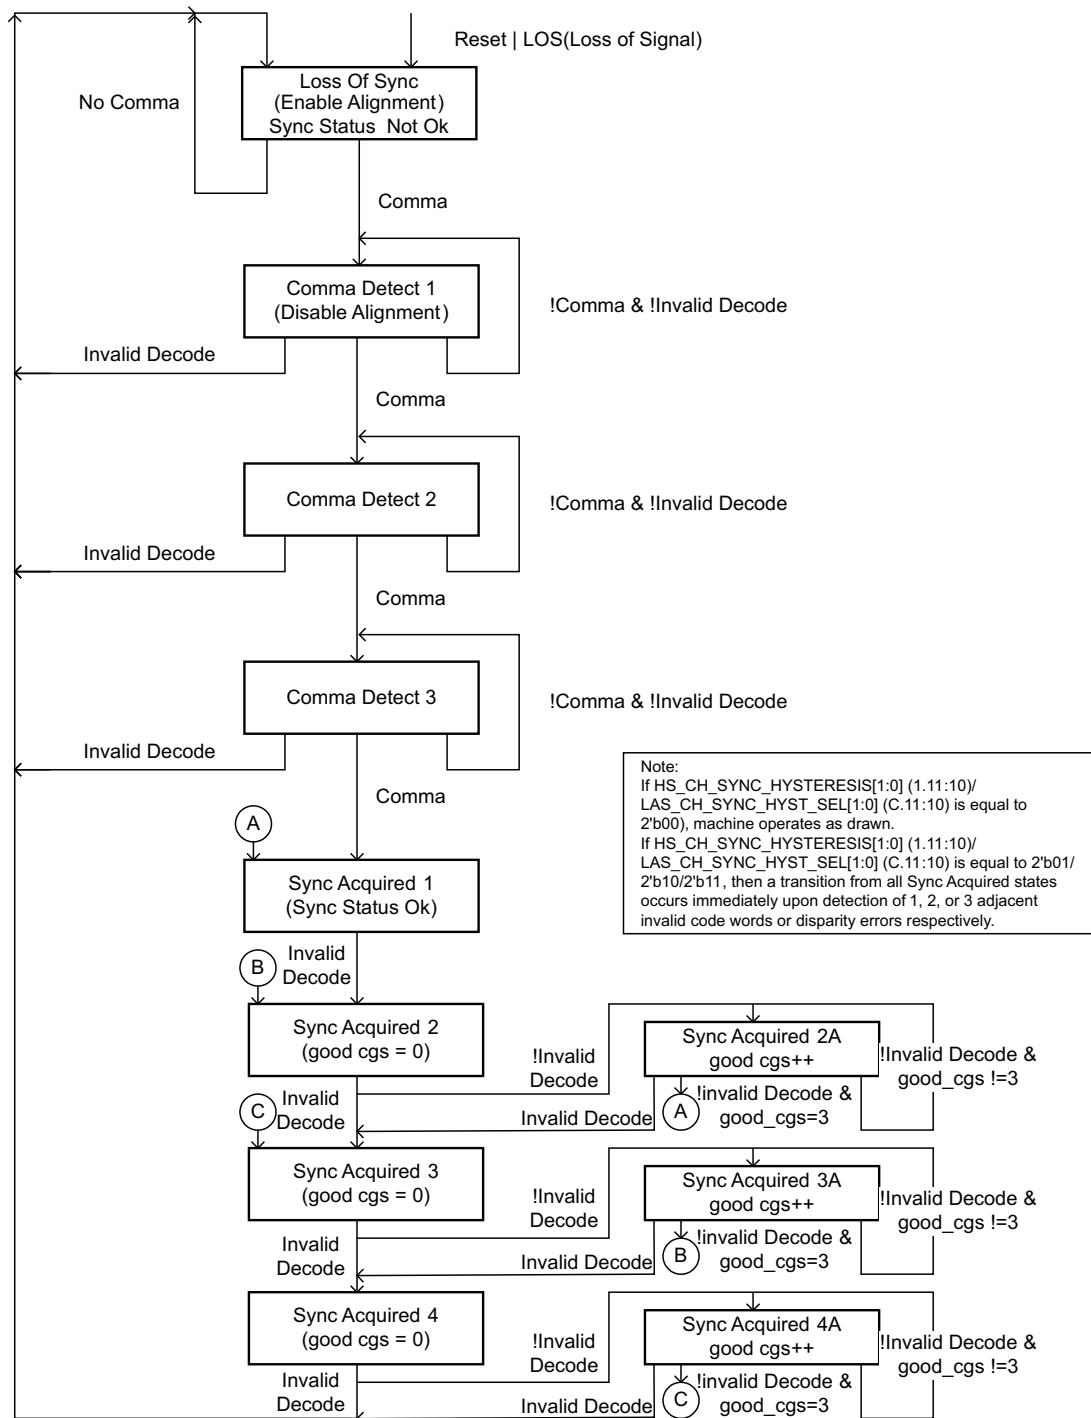 Reset | LOS(Loss of Signal)
Loss Of Sync
(Enable Alignment)
Sync Status Not Ok
No Comma
Comma
Comma Detect 1
(Disable Alignment)
!Comma & !Invalid Decode
Invalid Decode
Comma
Comma Detect 2
!Comma & !Invalid Decode
Invalid Decode
Comma
Comma Detect 3
!Comma & !Invalid Decode
Invalid Decode
Comma
Note:
If HS_CH_SYNC_HYSTERESIS[1:0] (1.11:10)/
LAS_CH_SYNC_HYST_SEL[1:0] (C.11:10) is equal to
2'b00), machine operates as drawn.
If HS_CH_SYNC_HYSTERESIS[1:0] (1.11:10)/
LAS_CH_SYNC_HYST_SEL[1:0] (C.11:10) is equal to 2'b01/
2'b10/2'b11, then a transition from all Sync Acquired states
occurs immediately upon detection of 1, 2, or 3 adjacent
invalid code words or disparity errors respectively.
A
Sync Acquired 1
(Sync Status Ok)
Invalid
Decode
B
Sync Acquired 2
(good cgs = 0)
!Invalid
Decode
Sync Acquired 2A
good cgs++
!Invalid Decode &
good_cgs !=3
Invalid
Decode
Invalid Decode
A
!invalid Decode &
good_cgs=3
C
Sync Acquired 3
(good cgs = 0)
!Invalid
Decode
Sync Acquired 3A
good cgs++
!Invalid Decode &
good_cgs !=3
Invalid
Decode
Invalid Decode
B
!invalid Decode &
good_cgs=3
Sync Acquired 4
(good cgs = 0)
!Invalid
Decode
Sync Acquired 4A
good cgs++
!Invalid Decode &
good_cgs !=3
Invalid
Decode
Invalid Decode
C
!invalid Decode &
good_cgs=3